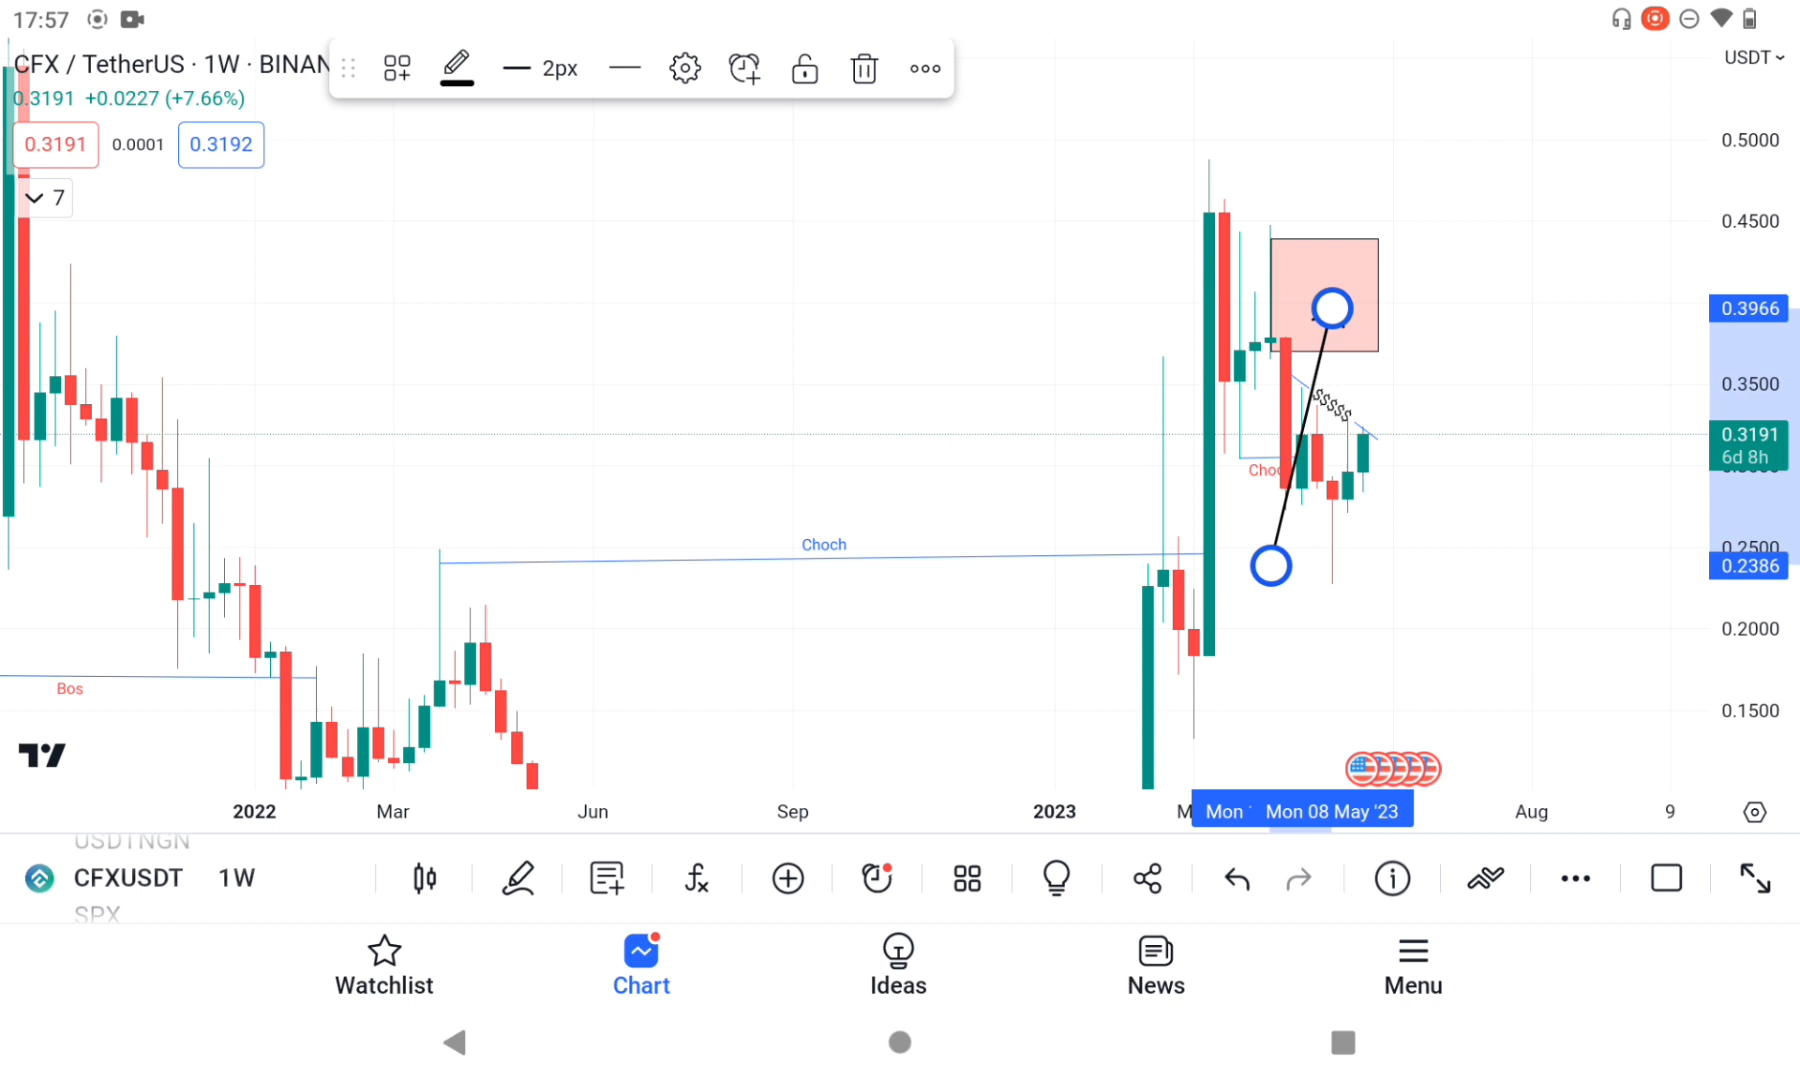 17:57
CFX / TetherUS · 1W · BINAN
2px
USDT
0.3191 +0.0227 (+7.66%)
0.3191 0.0001 0.3192
7
0.5000
0.4500
0.3966
0.3500
$$$$$
0.3191
6d 8h
Choch
Choch
0.2500
0.2386
0.2000
Bos
0.1500
2022 Mar Jun Sep 2023 M Mon Mon 08 May '23 Aug 9
USDTNGN
CFXUSDT 1W
SPX
Watchlist Chart Ideas News Menu